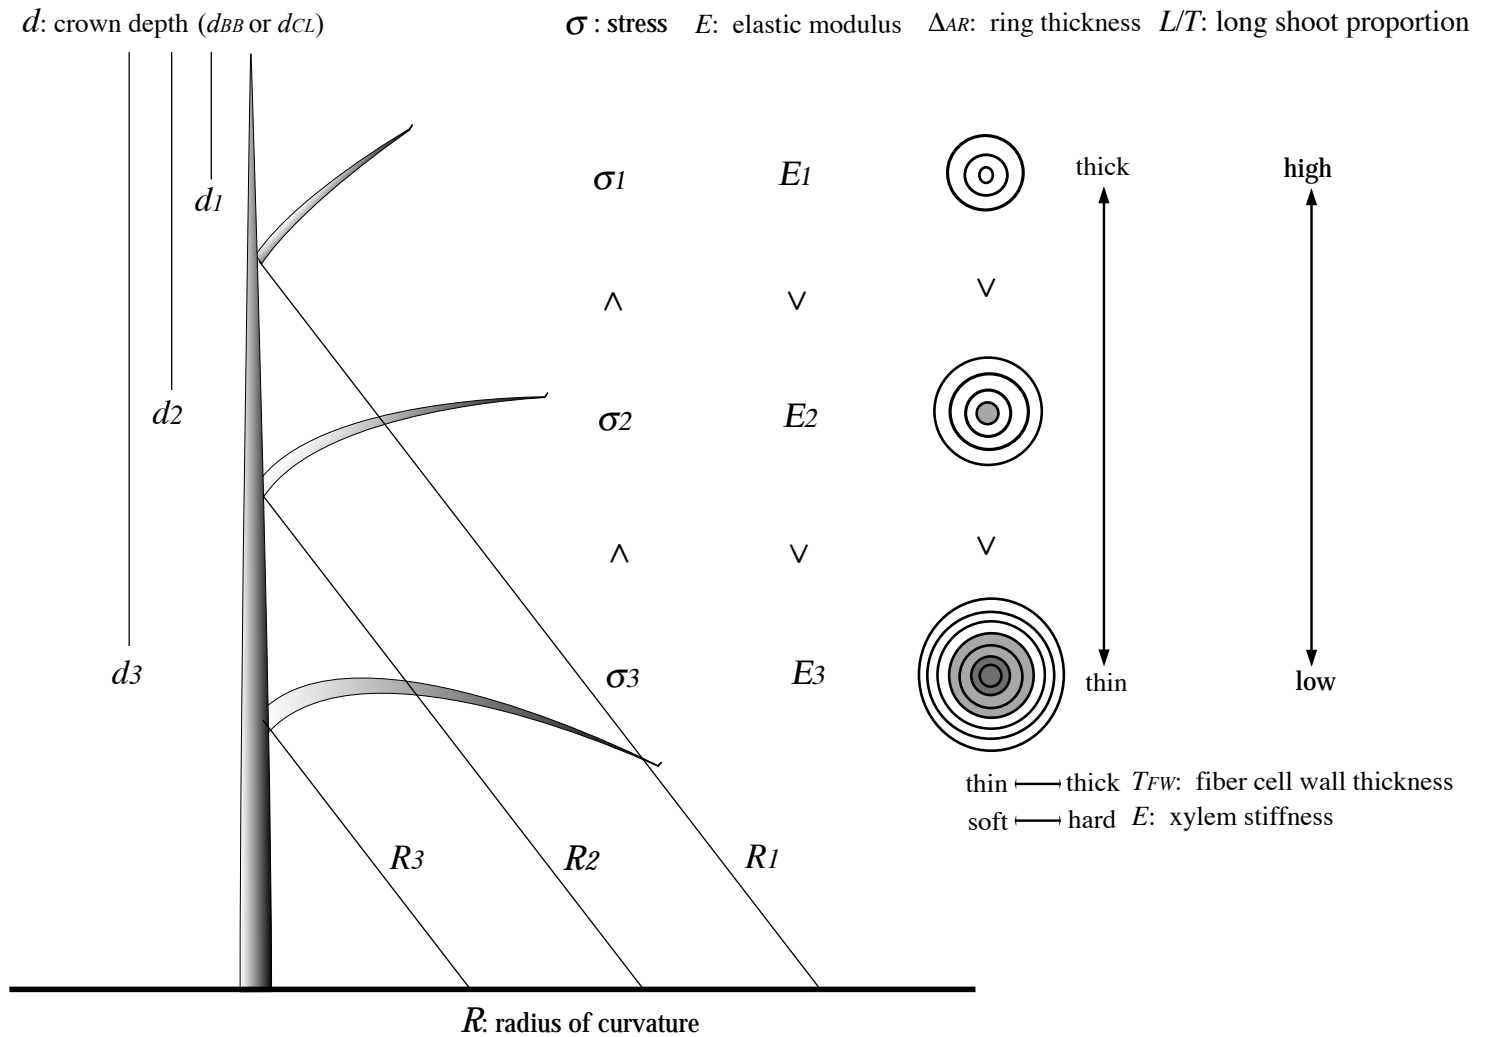 d: crown depth (dBB or dCL) σ : stress E: elastic modulus ΔAR: ring thickness L/T: long shoot proportion
σ1 E1 thick high
d1
∧ ∨ ∨
d2 σ2 E2
∧ ∨ ∨
d3 σ3 E3 thin low
thin thick TFW: fiber cell wall thickness
soft hard E: xylem stiffness
R3 R2 R1
R: radius of curvature